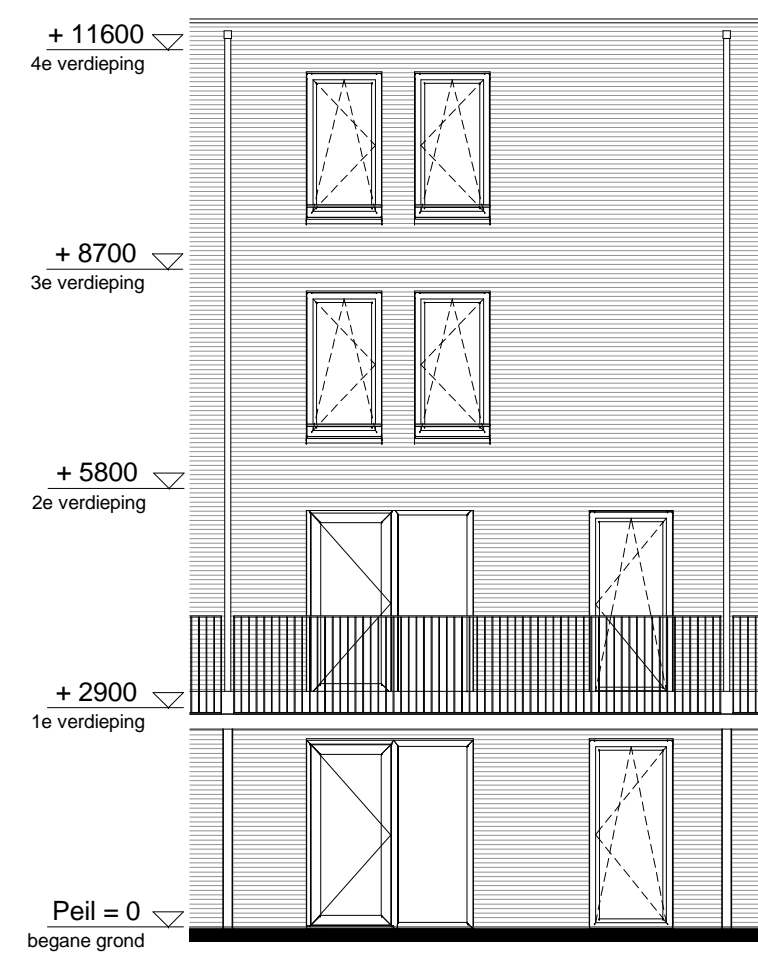 + 11600
4e verdieping
+ 8700
3e verdieping
+ 5800
2e verdieping
+ 2900
1e verdieping
Peil = 0
begane grond